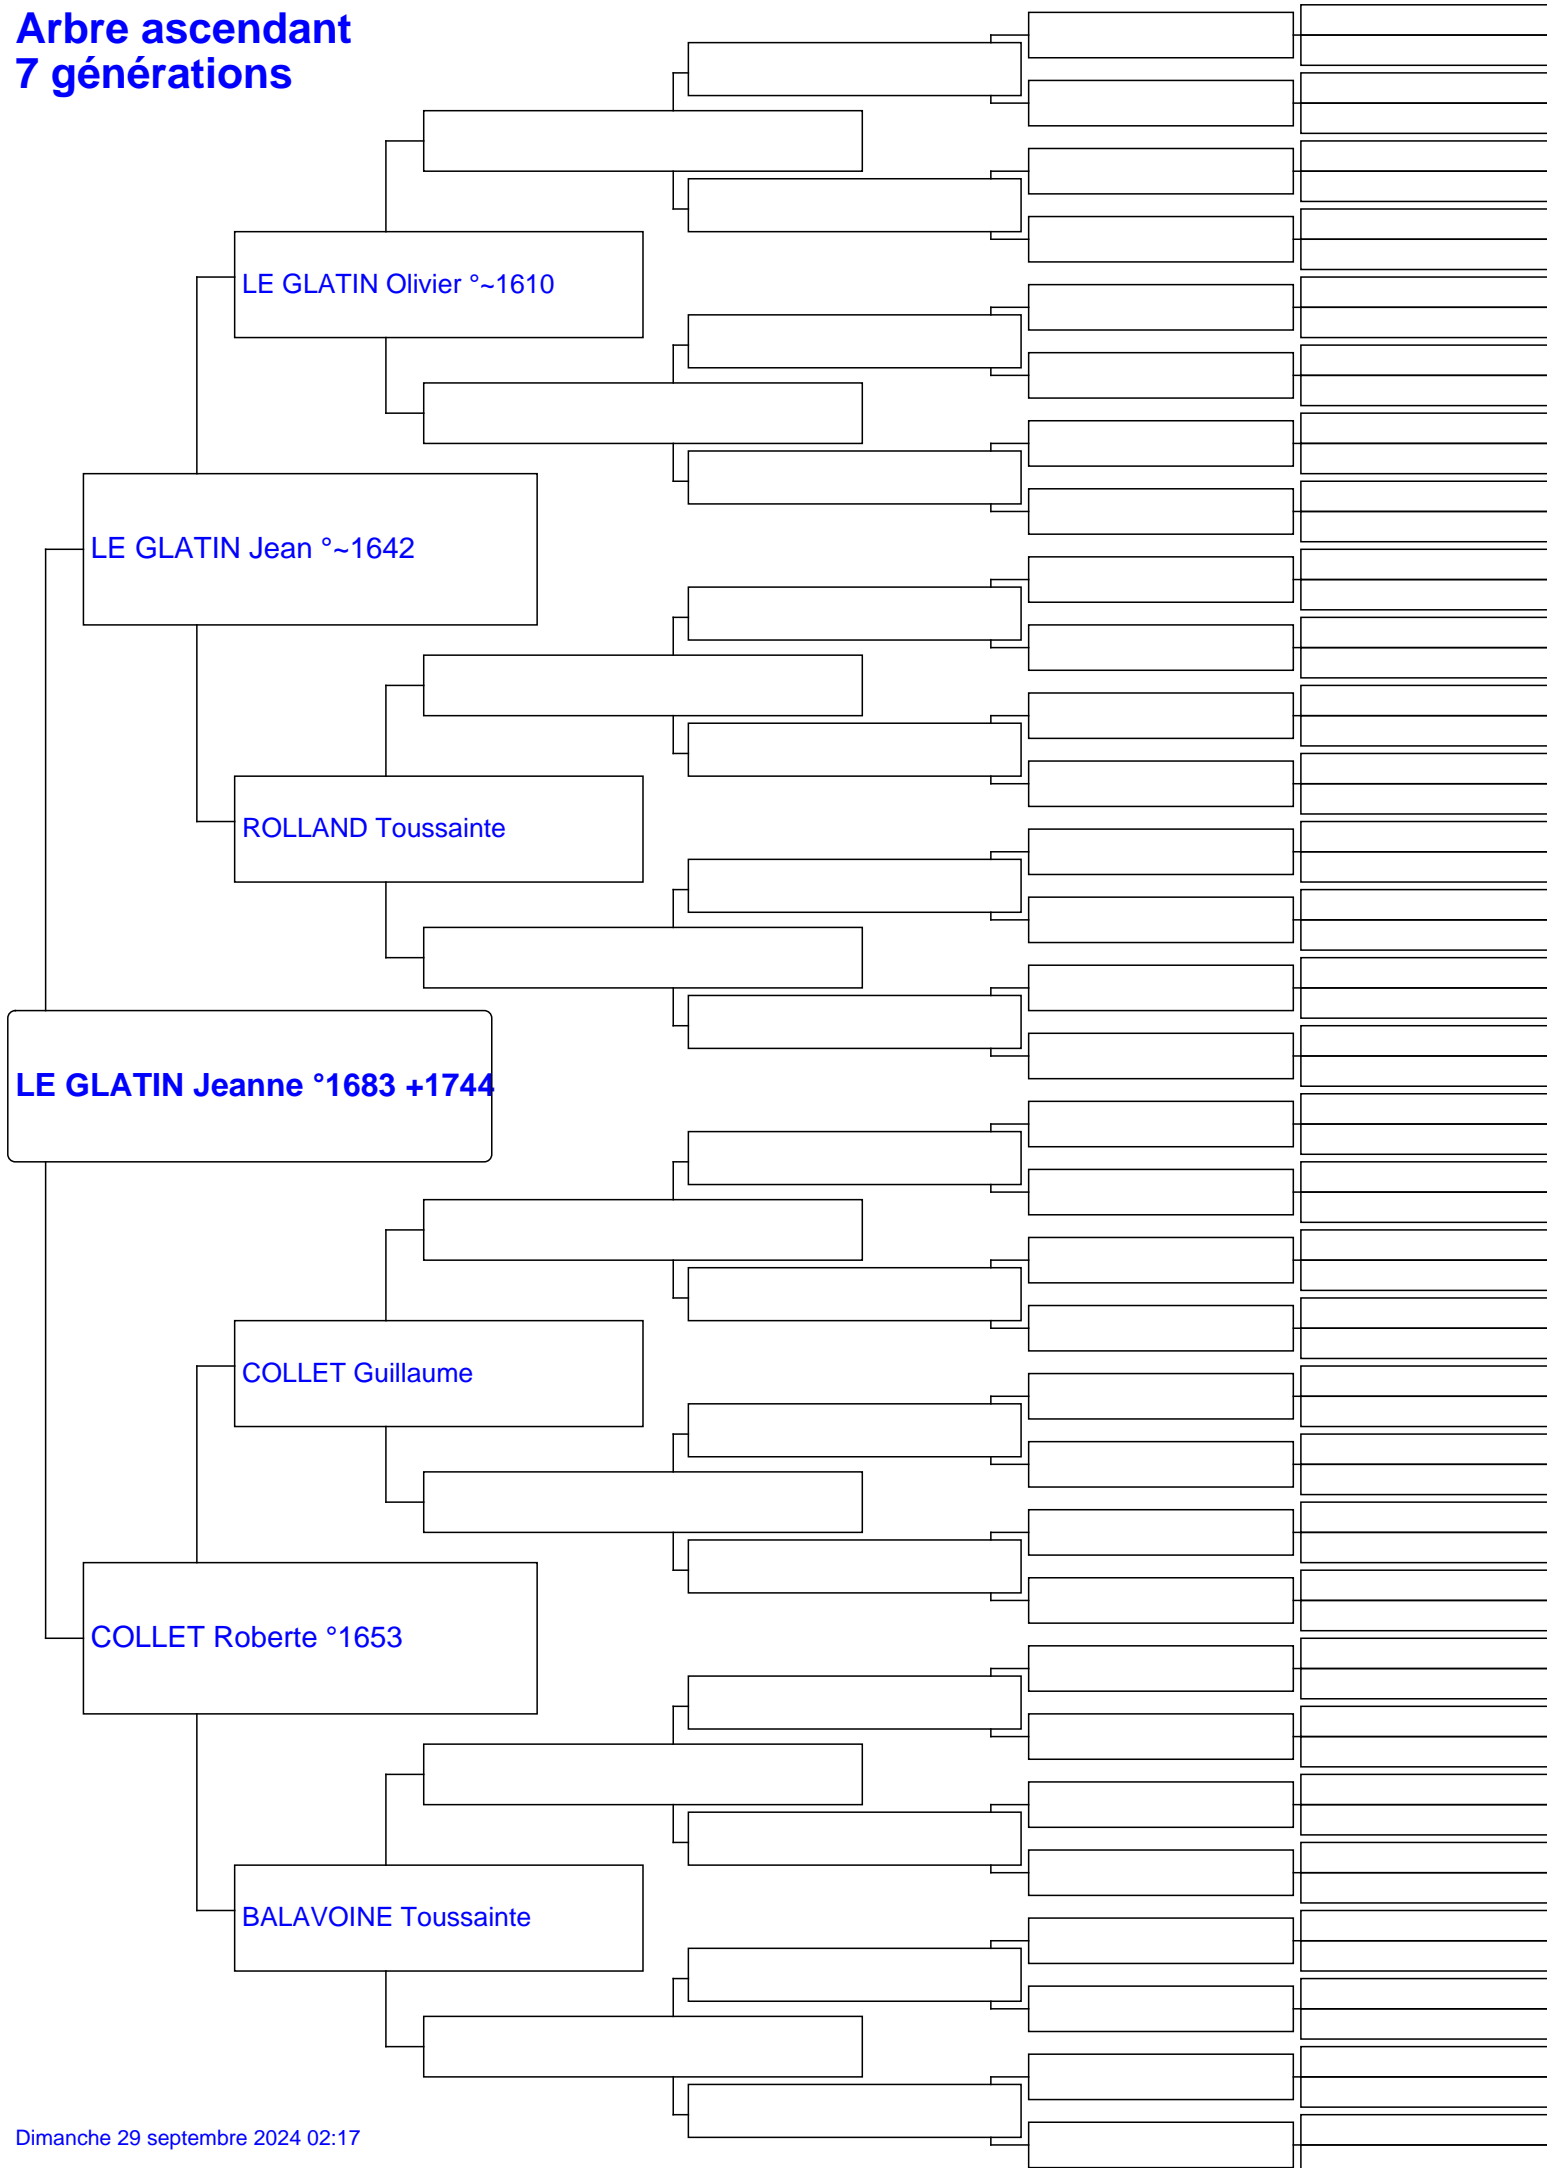 Arbre ascendant
7 générations
LE GLATIN Olivier °~1610
LE GLATIN Jean °~1642
ROLLAND Toussainte
LE GLATIN Jeanne °1683 +1744
COLLET Guillaume
COLLET Roberte °1653
BALAVOINE Toussainte
Dimanche 29 septembre 2024 02:17